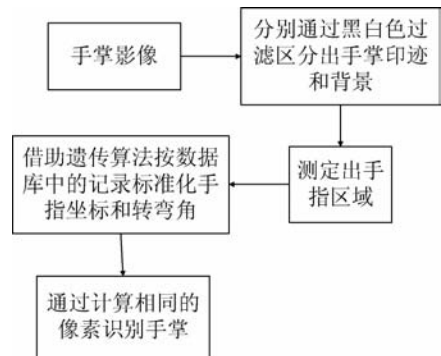 手掌影像
分别通过黑白色过
滤区分出手掌印迹
和背景
测定出手
指区域
借助遗传算法按数据
库中的记录标准化手
指坐标和转弯角
通过计算相同的
像素识别手掌